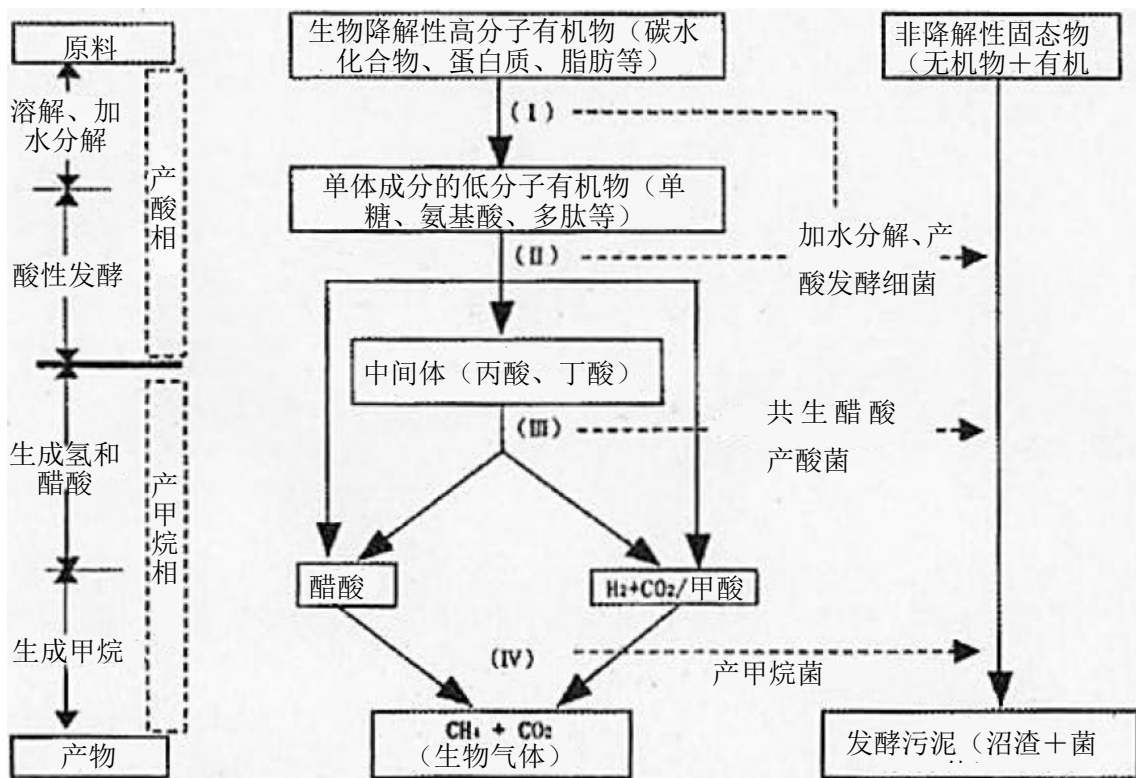 原料
生物降解性高分子有机物（碳水
化合物、蛋白质、脂肪等）
非降解性固态物
（无机物＋有机
溶解、加
水分解
产酸相
(I)
单体成分的低分子有机物（单
糖、氨基酸、多肽等）
酸性发酵
(II)
加水分解、产
酸发酵细菌
中间体（丙酸、丁酸）
(III)
共生醋酸
产酸菌
生成氢和
醋酸
产甲烷相
醋酸
H₂+CO₂/甲酸
生成甲烷
(IV)
产甲烷菌
产物
CH₄ + CO₂
（生物气体）
发酵污泥（沼渣＋菌